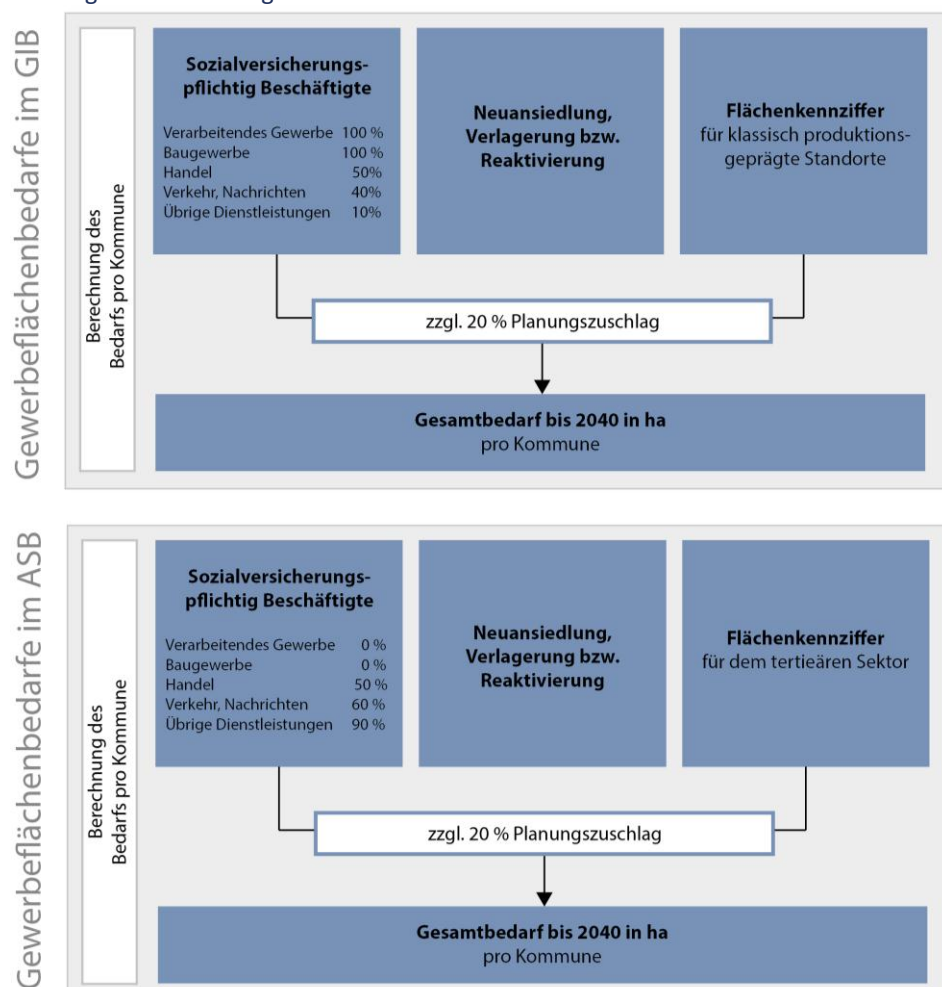 Gewerbeflächenbedarfe im GIB
Berechnung des
Bedarfs pro Kommune
Sozialversicherungs-
pflichtig Beschäftigte
Verarbeitendes Gewerbe 100 %
Baugewerbe 100 %
Handel 50%
Verkehr, Nachrichten 40%
Übrige Dienstleistungen 10%
Neuansiedlung,
Verlagerung bzw.
Reaktivierung
Flächenkennziffer
für klassisch produktions-
geprägte Standorte
zzgl. 20 % Planungszuschlag
Gesamtbedarf bis 2040 in ha
pro Kommune
Gewerbeflächenbedarfe im ASB
Berechnung des
Bedarfs pro Kommune
Sozialversicherungs-
pflichtig Beschäftigte
Verarbeitendes Gewerbe 0 %
Baugewerbe 0 %
Handel 50 %
Verkehr, Nachrichten 60 %
Übrige Dienstleistungen 90 %
Neuansiedlung,
Verlagerung bzw.
Reaktivierung
Flächenkennziffer
für dem tertieären Sektor
zzgl. 20 % Planungszuschlag
Gesamtbedarf bis 2040 in ha
pro Kommune